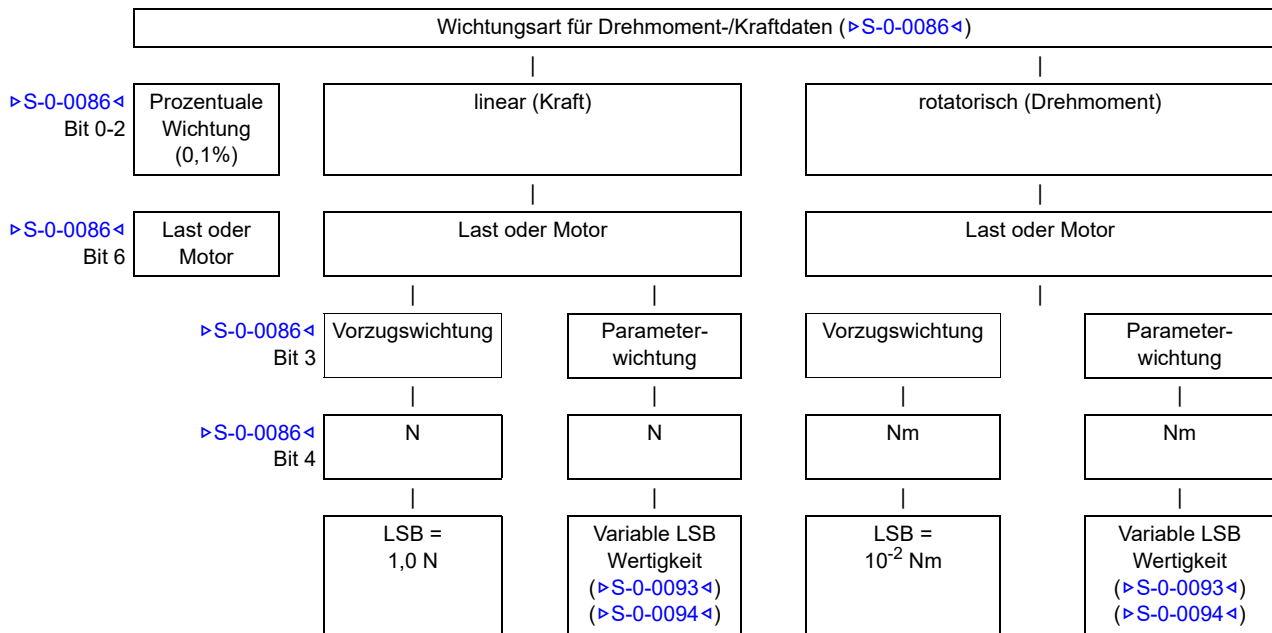 Wichtungsart für Drehmoment-/Kraftdaten (▹S-0-0086◃)
▹S-0-0086◃
Bit 0-2
Prozentuale
Wichtung
(0,1%)
linear (Kraft)
rotatorisch (Drehmoment)
▹S-0-0086◃
Bit 6
Last oder
Motor
Last oder Motor
Last oder Motor
▹S-0-0086◃
Bit 3
Vorzugswichtung
Parameter-
wichtung
Vorzugswichtung
Parameter-
wichtung
▹S-0-0086◃
Bit 4
N
N
Nm
Nm
LSB =
1,0 N
Variable LSB
Wertigkeit
(▹S-0-0093◃)
(▹S-0-0094◃)
LSB =
10⁻² Nm
Variable LSB
Wertigkeit
(▹S-0-0093◃)
(▹S-0-0094◃)